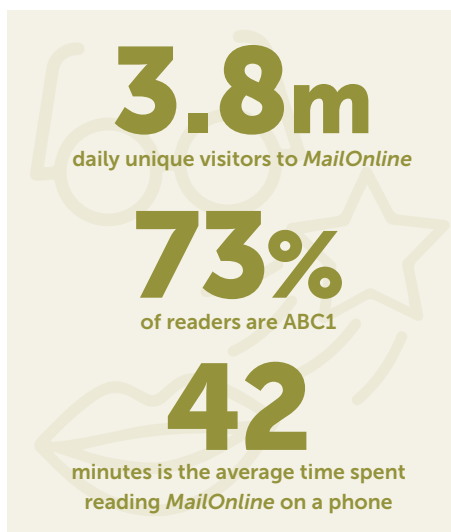 3.8m
daily unique visitors to MailOnline
73%
of readers are ABC1
42
minutes is the average time spent
reading MailOnline on a phone